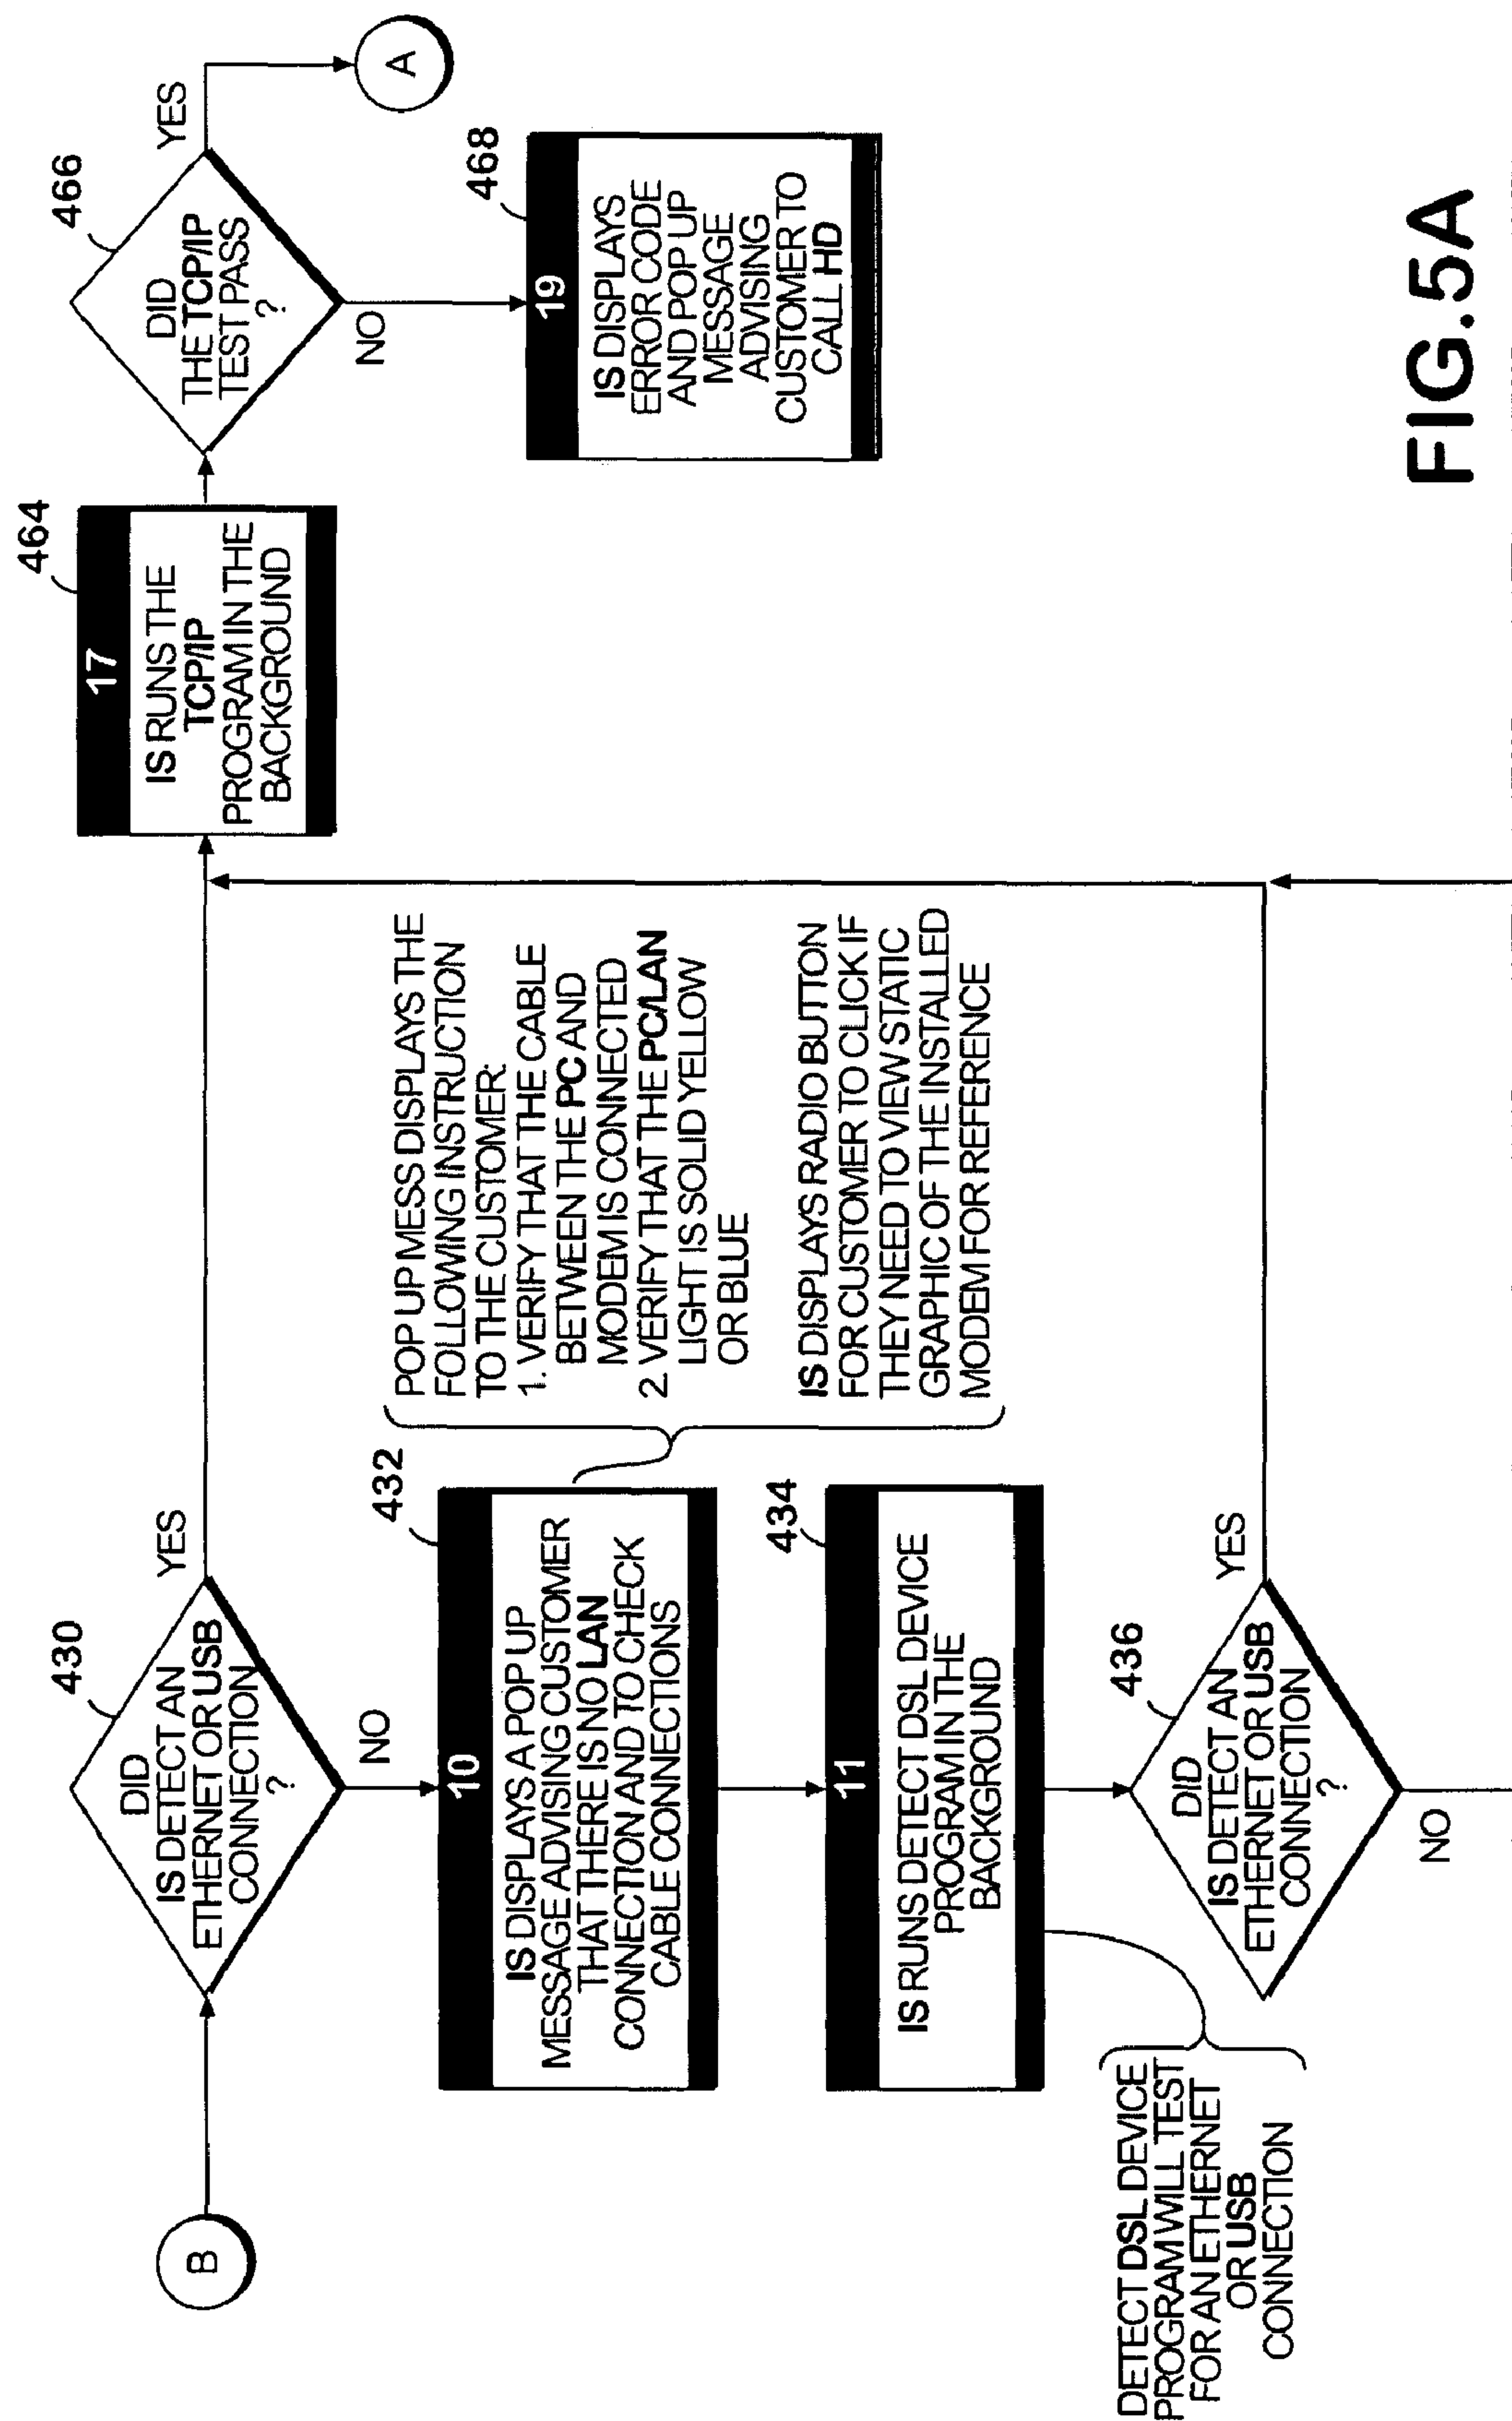 B
430
DID
IS DETECT AN
ETHERNET OR USB
CONNECTION
?
YES
NO
432
10
IS DISPLAYS A POP UP
MESSAGE ADVISING CUSTOMER
THAT THERE IS NO LAN
CONNECTION AND TO CHECK
CABLE CONNECTIONS
POP UP MESS DISPLAYS THE
FOLLOWING INSTRUCTION
TO THE CUSTOMER:
1. VERIFY THAT THE CABLE
BETWEEN THE PC AND
MODEM IS CONNECTED
2. VERIFY THAT THE PC/LAN
LIGHT IS SOLID YELLOW
OR BLUE
IS DISPLAYS RADIO BUTTON
FOR CUSTOMER TO CLICK IF
THEY NEED TO VIEW STATIC
GRAPHIC OF THE INSTALLED
MODEM FOR REFERENCE
434
11
IS RUNS DETECT DSL DEVICE
PROGRAM IN THE
BACKGROUND
DETECT DSL DEVICE
PROGRAM WILL TEST
FOR AN ETHERNET
OR USB
CONNECTION
436
DID
IS DETECT AN
ETHERNET OR USB
CONNECTION
?
YES
NO
464
17
IS RUNS THE
TCP/IP
PROGRAM IN THE
BACKGROUND
466
DID
THE TCP/IP
TEST PASS
?
YES
A
NO
468
19
IS DISPLAYS
ERROR CODE
AND POP UP
MESSAGE
ADVISING
CUSTOMER TO
CALL HD
FIG.5A